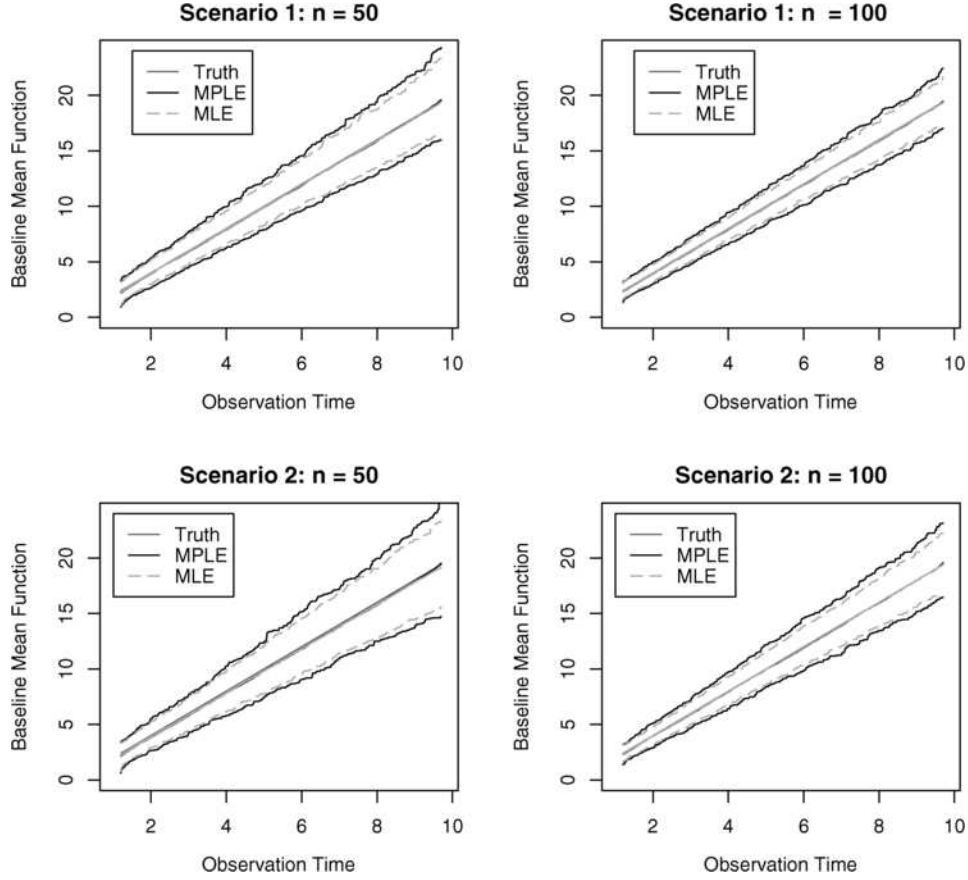 Scenario 1: n = 50
Truth
MPLE
MLE
Baseline Mean Function
0
5
10
15
20
2
4
6
8
10
Observation Time
Scenario 1: n = 100
Truth
MPLE
MLE
Baseline Mean Function
0
5
10
15
20
2
4
6
8
10
Observation Time
Scenario 2: n = 50
Truth
MPLE
MLE
Baseline Mean Function
0
5
10
15
20
2
4
6
8
10
Observation Time
Scenario 2: n = 100
Truth
MPLE
MLE
Baseline Mean Function
0
5
10
15
20
2
4
6
8
10
Observation Time